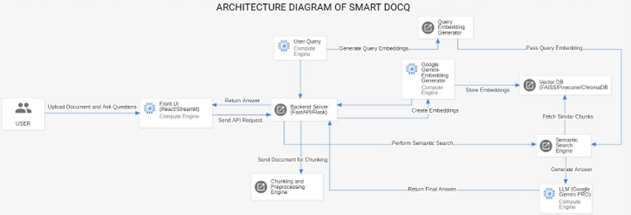 ARCHITECTURE DIAGRAM OF SMART DOCQ
Query
Embedding
Generator
User Query
Compute
Engine
Generate Query Embeddings
Pass Query Embedding
Google
Gemini-
Embedding
Generator
Compute
Engine
Store Embeddings
Vector DB
(FAISS/Pinecone/ChromaDB
USER
Upload Document and Ask Questions
Front UI
(React/Streamlit)
Compute Engine
Return Answer
Send API Request
Backend Server
(FastAPI/Flask)
Create Embeddings
Fetch Similar Chunks
Perform Semantic Search
Semantic
Search
Engine
Send Document for Chunking
Generate Answer
Chunking and
Preprocessing
Engine
Return Final Answer
LLM (Google
Gemini PRO)
Compute
Engine